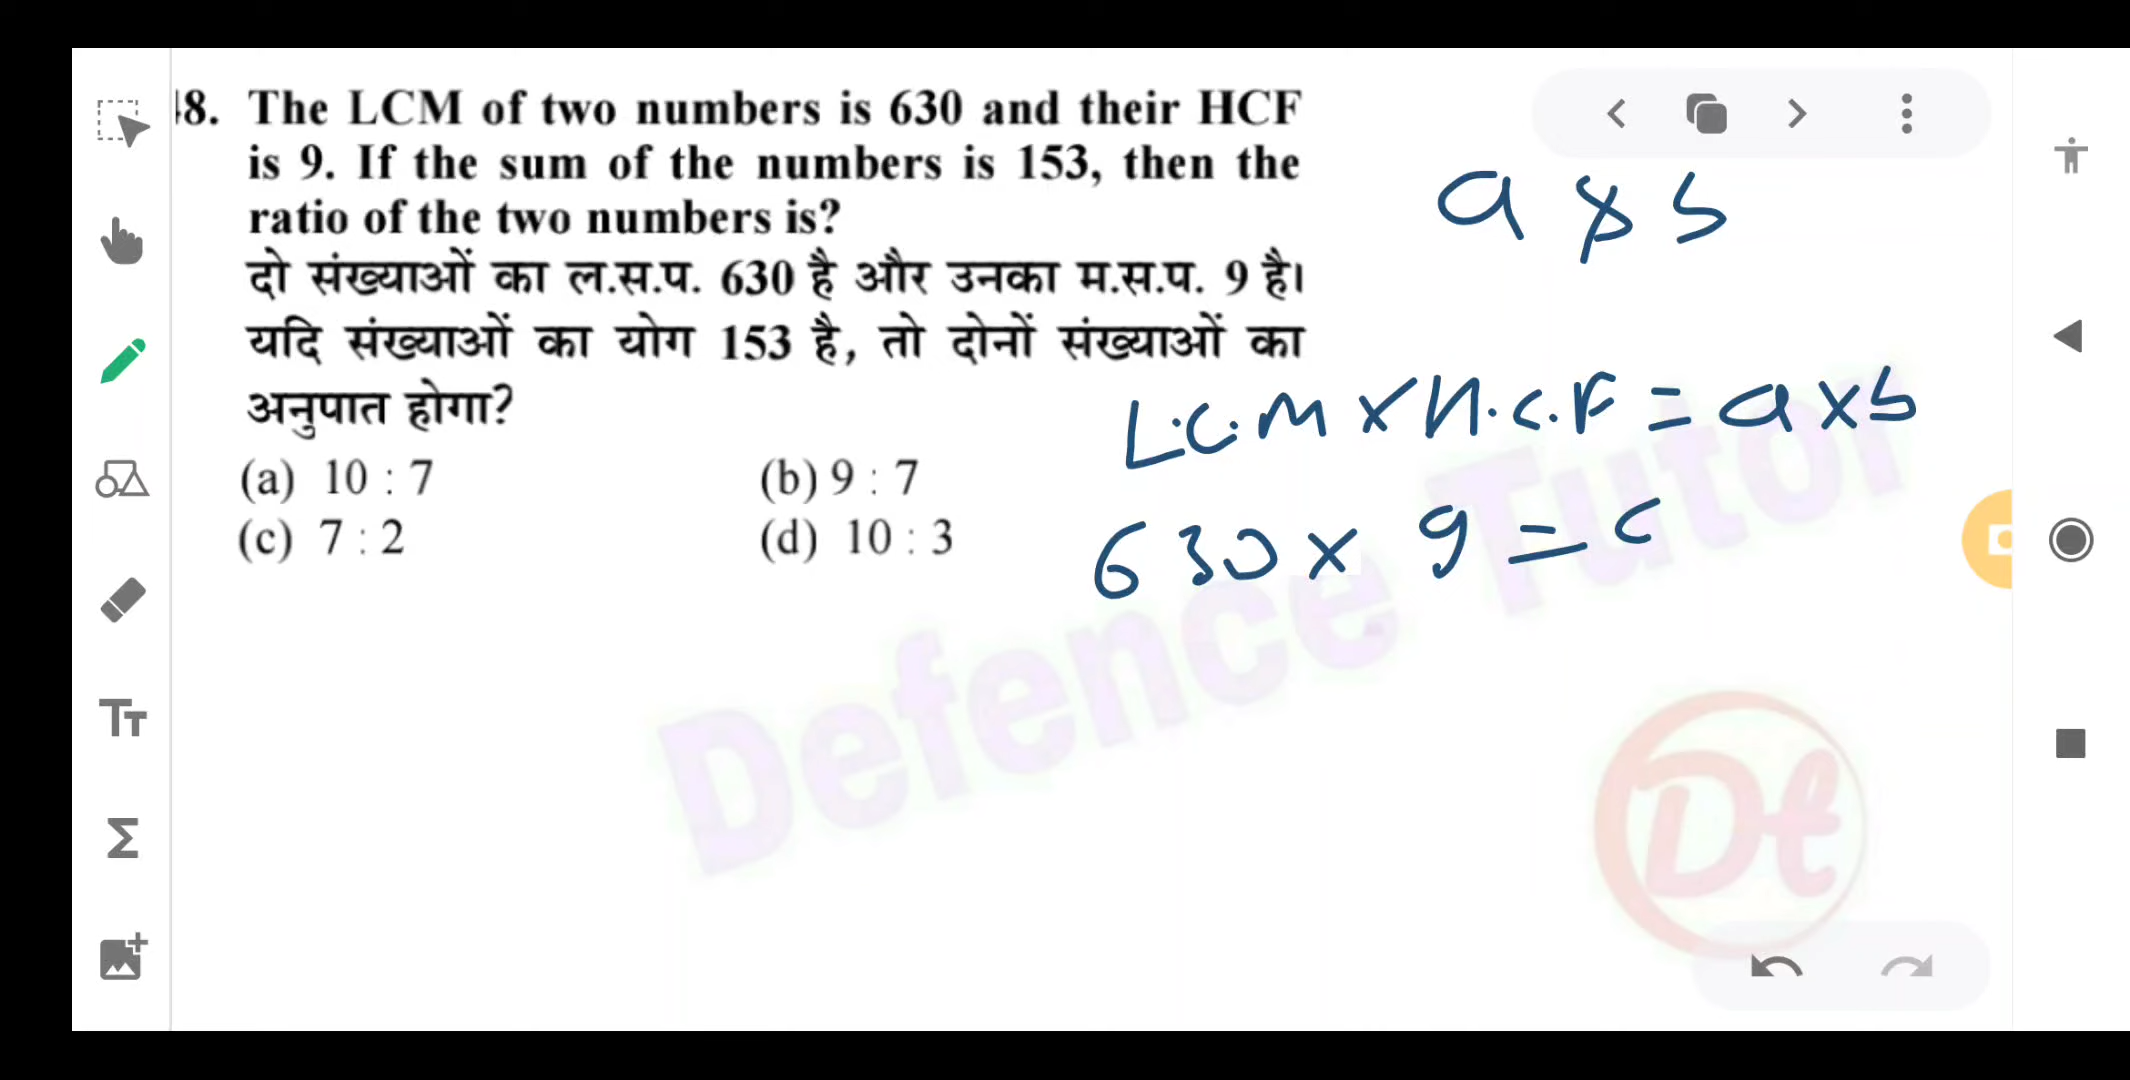 48. The LCM of two numbers is 630 and their HCF
is 9. If the sum of the numbers is 153, then the
ratio of the two numbers is?
दो संख्याओं का ल.स.प. 630 है और उनका म.स.प. 9 है।
यदि संख्याओं का योग 153 है, तो दोनों संख्याओं का
अनुपात होगा?
(a) 10 : 7 (b) 9 : 7
(c) 7 : 2 (d) 10 : 3
a b
L.C.M × H.C.F = a × b
630 × 9 =
Defence Tutor
Dt
Tт
Σ